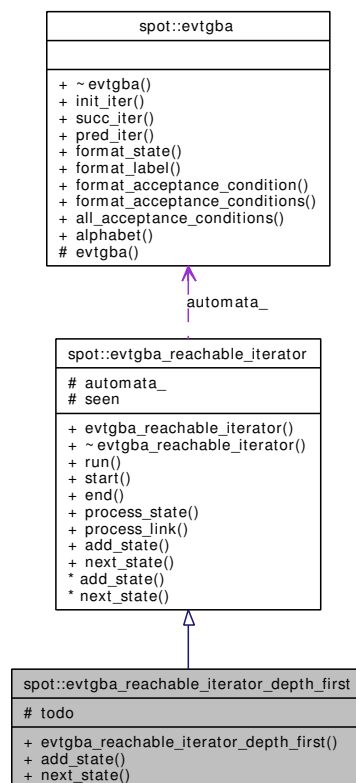 spot::evtgba
+ ~ evtgba()
+ init_iter()
+ succ_iter()
+ pred_iter()
+ format_state()
+ format_label()
+ format_acceptance_condition()
+ format_acceptance_conditions()
+ all_acceptance_conditions()
+ alphabet()
# evtgba()
automata_
spot::evtgba_reachable_iterator
# automata_
# seen
+ evtgba_reachable_iterator()
+ ~ evtgba_reachable_iterator()
+ run()
+ start()
+ end()
+ process_state()
+ process_link()
+ add_state()
+ next_state()
* add_state()
* next_state()
spot::evtgba_reachable_iterator_depth_first
# todo
+ evtgba_reachable_iterator_depth_first()
+ add_state()
+ next_state()